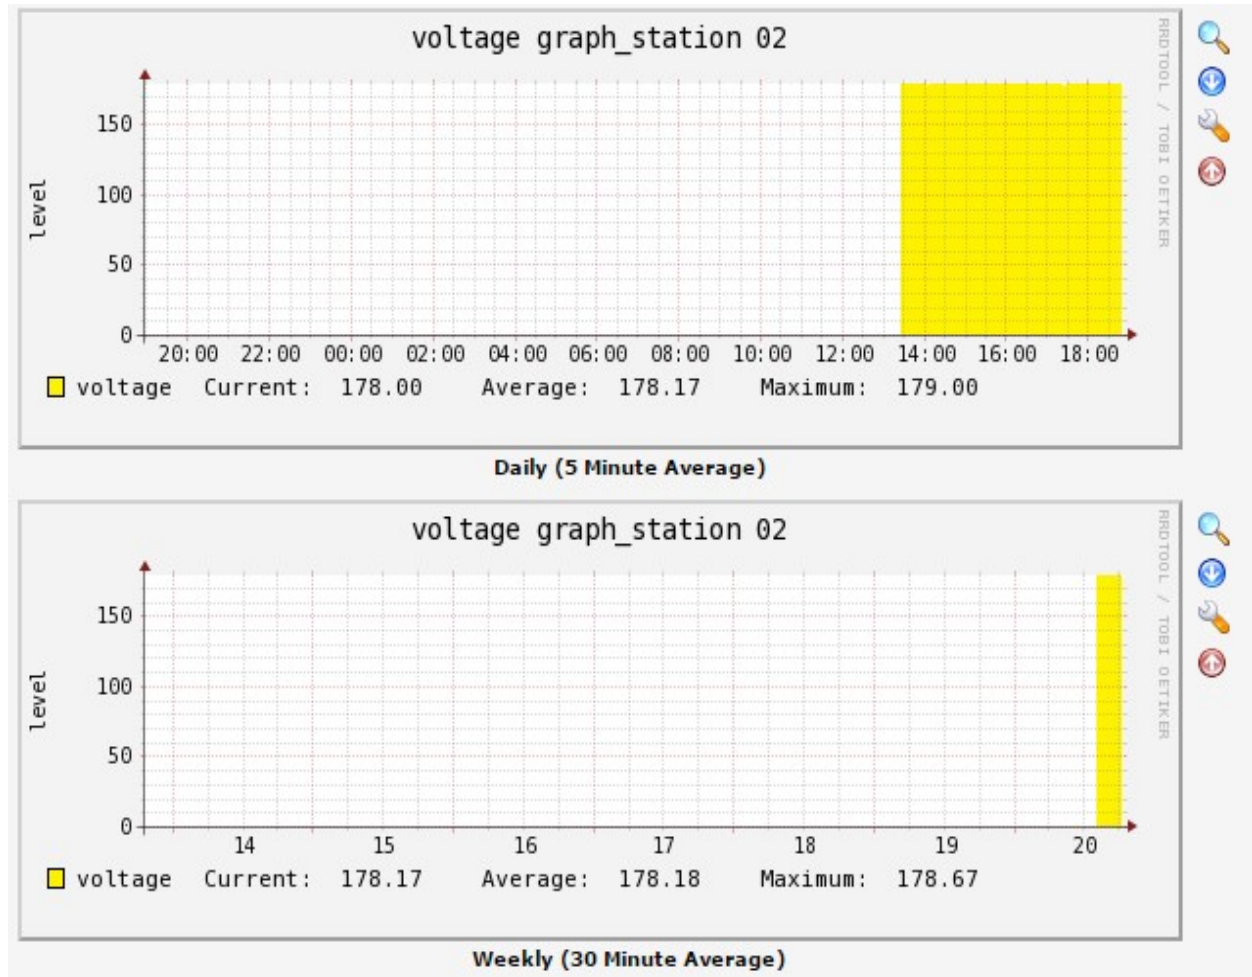 voltage graph_station 02
RRDTOOL / TOBI OETIKER
level
150
100
50
0
20:00 22:00 00:00 02:00 04:00 06:00 08:00 10:00 12:00 14:00 16:00 18:00
voltage Current: 178.00 Average: 178.17 Maximum: 179.00
Daily (5 Minute Average)
voltage graph_station 02
RRDTOOL / TOBI OETIKER
level
150
100
50
0
14 15 16 17 18 19 20
voltage Current: 178.17 Average: 178.18 Maximum: 178.67
Weekly (30 Minute Average)